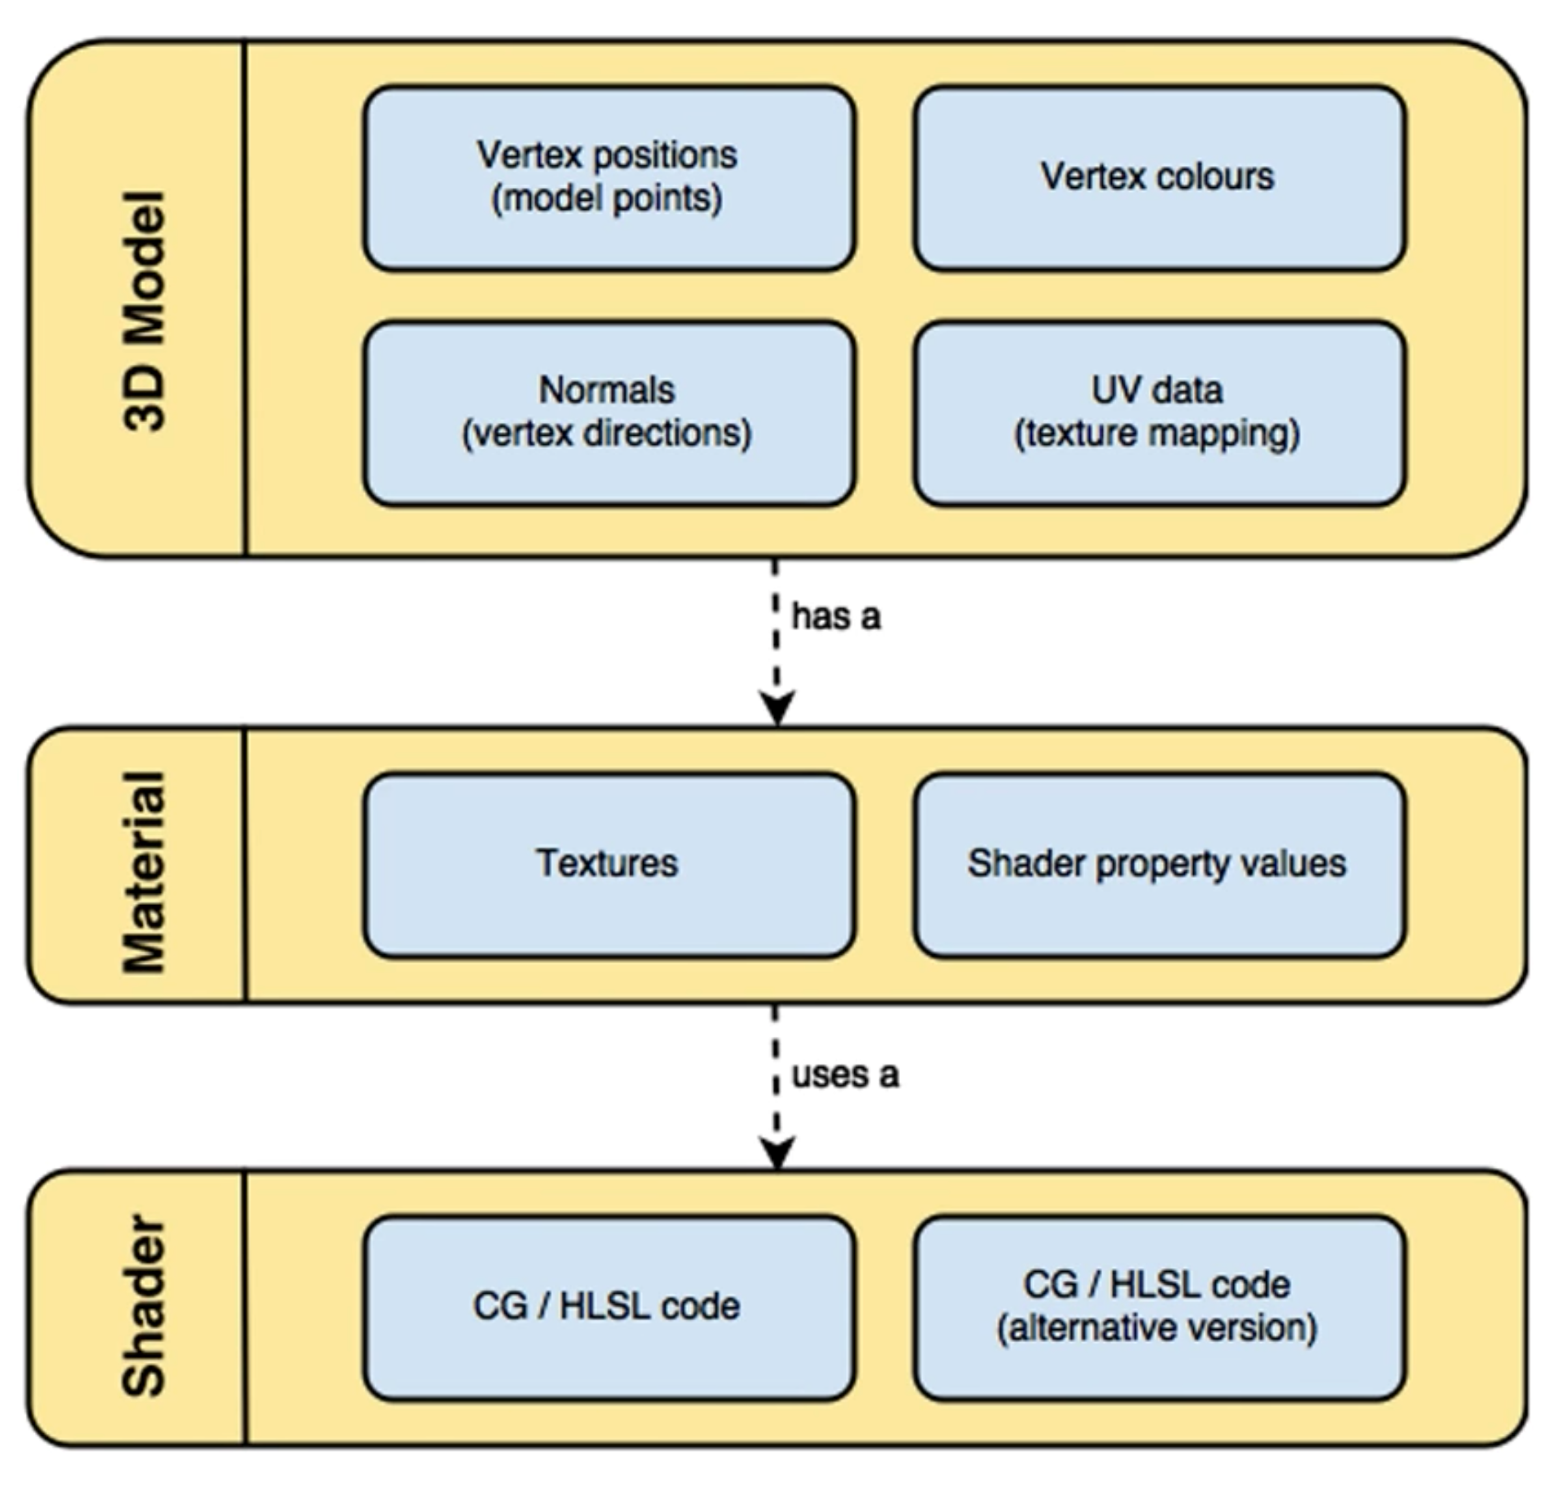 3D Model
Vertex positions
(model points)
Vertex colours
Normals
(vertex directions)
UV data
(texture mapping)
has a
Material
Textures
Shader property values
uses a
Shader
CG / HLSL code
CG / HLSL code
(alternative version)